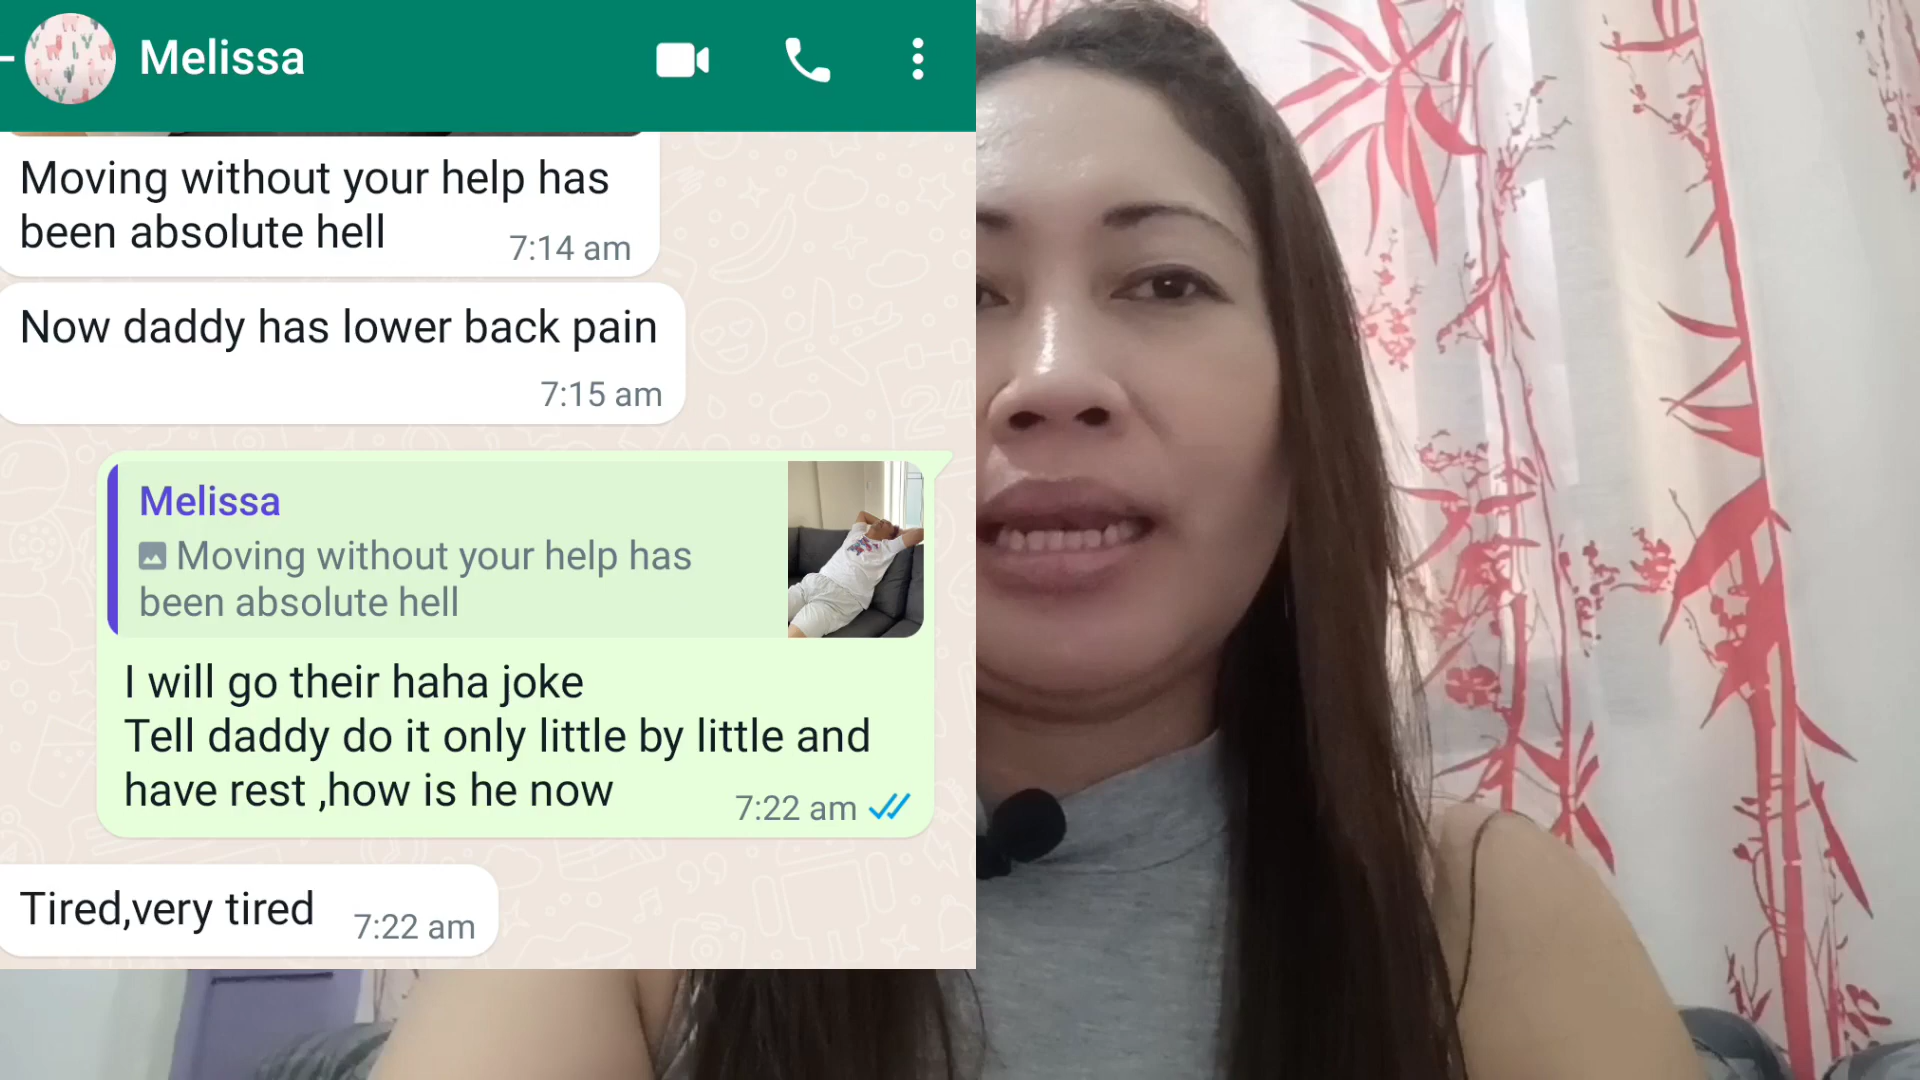 Melissa
Moving without your help has
been absolute hell
7:14 am
Now daddy has lower back pain
7:15 am
Melissa
Moving without your help has
been absolute hell
I will go their haha joke
Tell daddy do it only little by little and
have rest ,how is he now
7:22 am
Tired,very tired
7:22 am